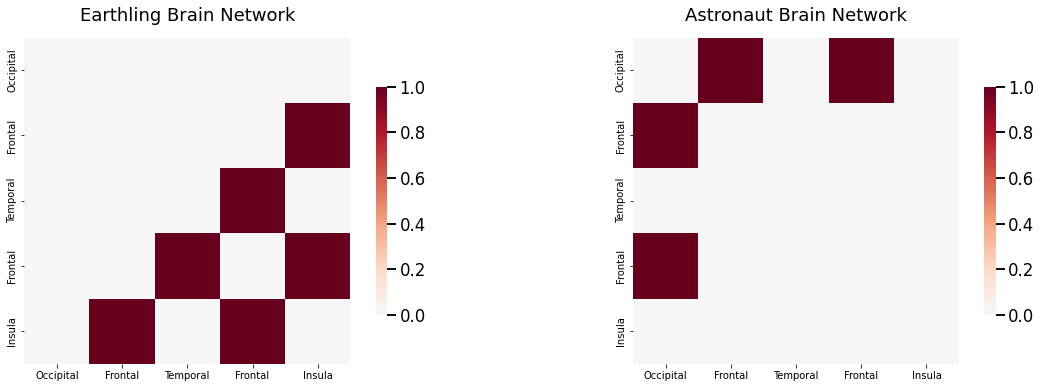 Earthling Brain Network
Occipital
Frontal
Temporal
Frontal
Insula
Occipital Frontal Temporal Frontal Insula
1.0
0.8
0.6
0.4
0.2
0.0
Astronaut Brain Network
Occipital
Frontal
Temporal
Frontal
Insula
Occipital Frontal Temporal Frontal Insula
1.0
0.8
0.6
0.4
0.2
0.0